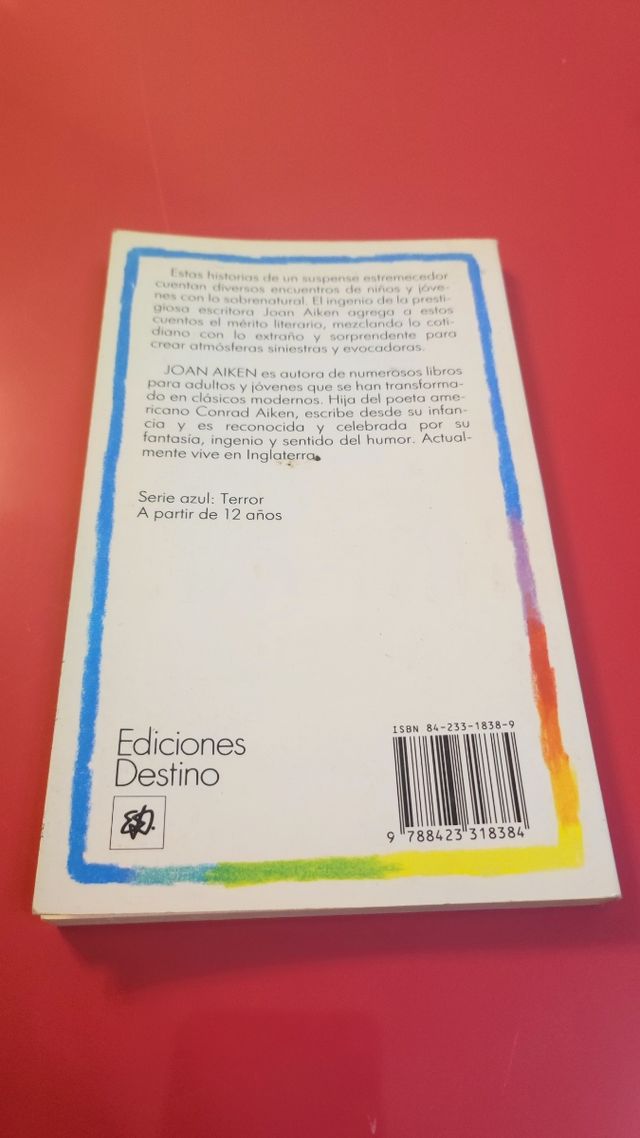 Estas historias de un suspense estremecedor
cuentan diversos encuentros de niños y jóve-
nes con lo sobrenatural. El ingenio de la presti-
giosa escritora Joan Aiken agrega a estos
cuentos el mérito literario, mezclando lo coti-
diano con lo extraño y sorprendente para
crear atmósferas siniestras y evocadoras.
JOAN AIKEN es autora de numerosos libros
para adultos y jóvenes que se han transforma-
do en clásicos modernos. Hija del poeta ame-
ricano Conrad Aiken, escribe desde su infan-
cia y es reconocida y celebrada por su
fantasía, ingenio y sentido del humor. Actual-
mente vive en Inglaterra.
Serie azul: Terror
A partir de 12 años
Ediciones
Destino
ISBN 84-233-1838-9
9 788423 318384